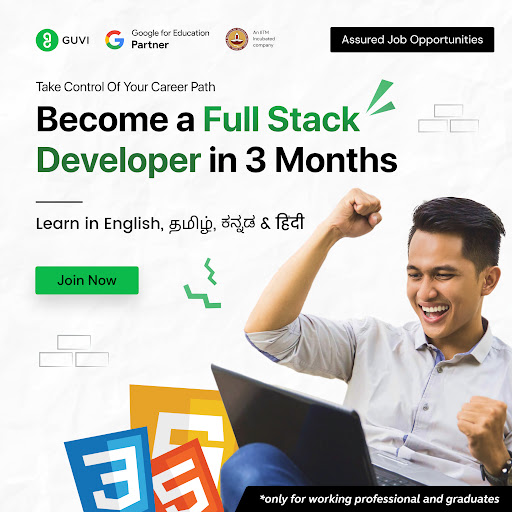 GUVI
Google for Education
Partner
An IITM
Incubated
company
Assured Job Opportunities
Take Control Of Your Career Path
Become a Full Stack
Developer in 3 Months
Learn in English, தமிழ், ಕನ್ನಡ & हिंदी
Join Now
3
5
*only for working professional and graduates